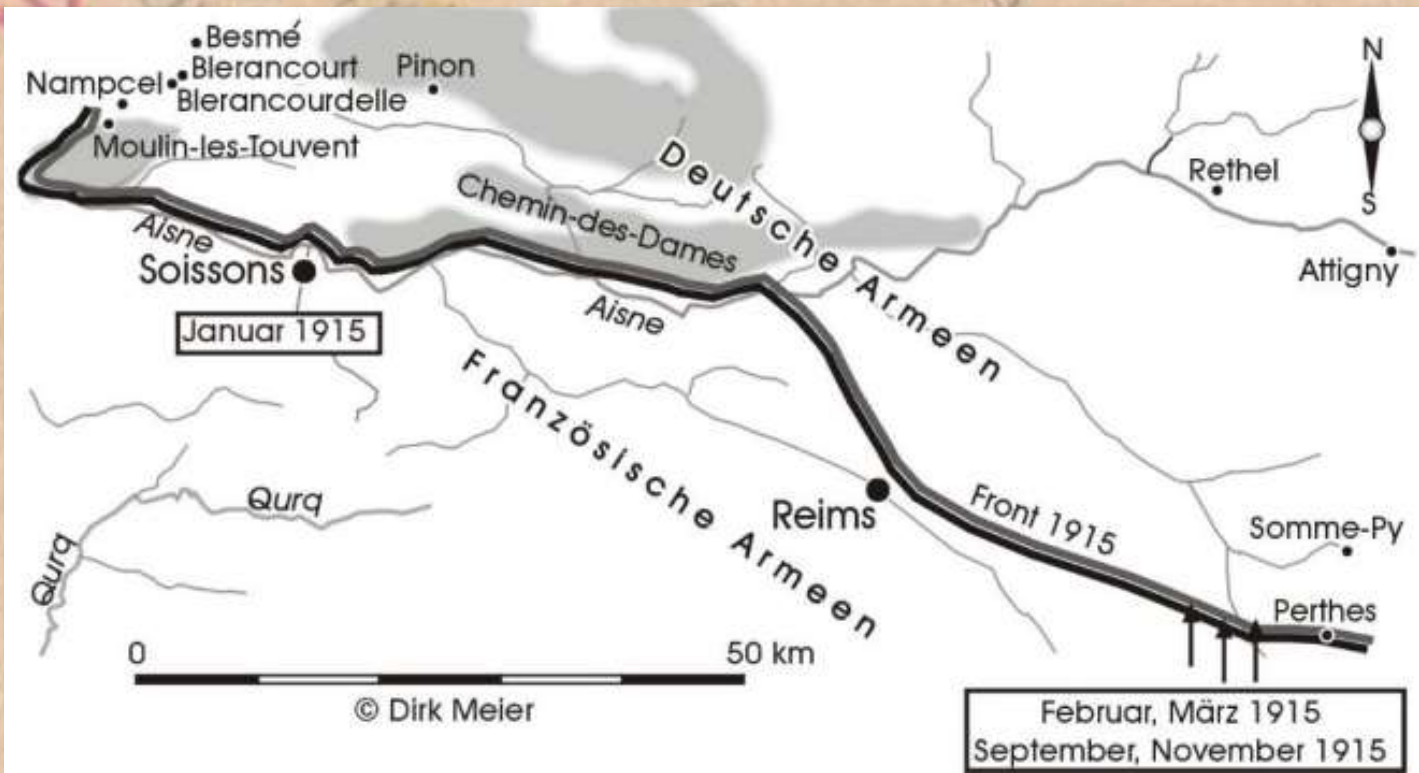 Besmé
Blerancourt
Blerancourdelle
Nampcel
Moulin-les-Touvent
Pinon
N
S
Rethel
Attigny
Deutsche Armeen
Chemin-des-Dames
Aisne
Soissons
Januar 1915
Aisne
Französische Armeen
Qurq
Qurq
Reims
Front 1915
Somme-Py
Perthes
0
50 km
© Dirk Meier
Februar, März 1915
September, November 1915